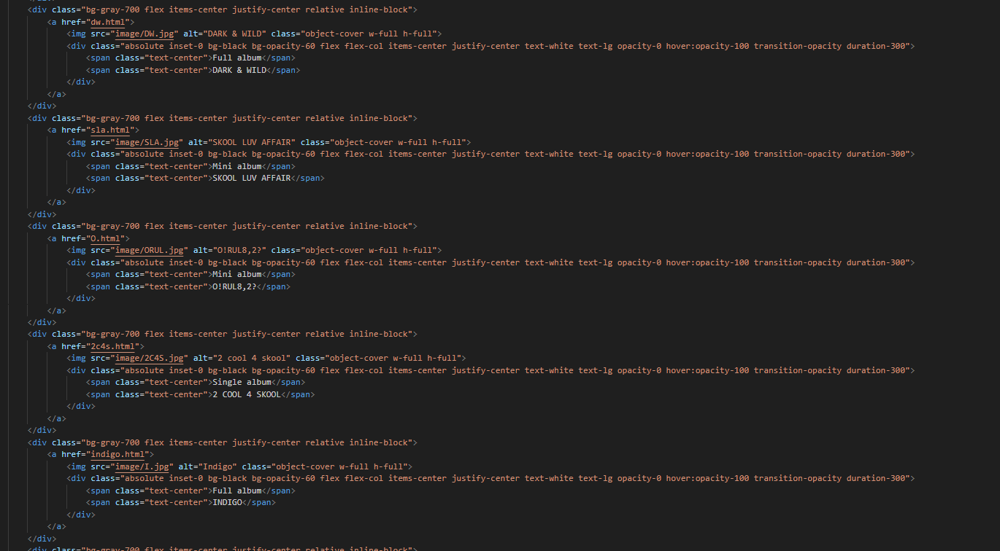 <div class="bg-gray-700 flex items-center justify-center relative inline-block">
<a href="dw.html">
<img src="image/DW.jpg" alt="DARK & WILD" class="object-cover w-full h-full">
<div class="absolute inset-0 bg-black bg-opacity-60 flex flex-col items-center justify-center text-white text-lg opacity-0 hover:opacity-100 transition-opacity duration-300">
<span class="text-center">Full album</span>
<span class="text-center">DARK & WILD</span>
</div>
</a>
</div>
<div class="bg-gray-700 flex items-center justify-center relative inline-block">
<a href="sla.html">
<img src="image/SLA.jpg" alt="SKOOL LUV AFFAIR" class="object-cover w-full h-full">
<div class="absolute inset-0 bg-black bg-opacity-60 flex flex-col items-center justify-center text-white text-lg opacity-0 hover:opacity-100 transition-opacity duration-300">
<span class="text-center">Mini album</span>
<span class="text-center">SKOOL LUV AFFAIR</span>
</div>
</a>
</div>
<div class="bg-gray-700 flex items-center justify-center relative inline-block">
<a href="O.html">
<img src="image/ORUL.jpg" alt="O!RUL8,2?" class="object-cover w-full h-full">
<div class="absolute inset-0 bg-black bg-opacity-60 flex flex-col items-center justify-center text-white text-lg opacity-0 hover:opacity-100 transition-opacity duration-300">
<span class="text-center">Mini album</span>
<span class="text-center">O!RUL8,2?</span>
</div>
</a>
</div>
<div class="bg-gray-700 flex items-center justify-center relative inline-block">
<a href="2c4s.html">
<img src="image/2C4S.jpg" alt="2 cool 4 skool" class="object-cover w-full h-full">
<div class="absolute inset-0 bg-black bg-opacity-60 flex flex-col items-center justify-center text-white text-lg opacity-0 hover:opacity-100 transition-opacity duration-300">
<span class="text-center">Single album</span>
<span class="text-center">2 COOL 4 SKOOL</span>
</div>
</a>
</div>
<div class="bg-gray-700 flex items-center justify-center relative inline-block">
<a href="indigo.html">
<img src="image/I.jpg" alt="Indigo" class="object-cover w-full h-full">
<div class="absolute inset-0 bg-black bg-opacity-60 flex flex-col items-center justify-center text-white text-lg opacity-0 hover:opacity-100 transition-opacity duration-300">
<span class="text-center">Full album</span>
<span class="text-center">INDIGO</span>
</div>
</a>
</div>
<div class="bg-gray-700 flex items-center justify-center relative inline-block">